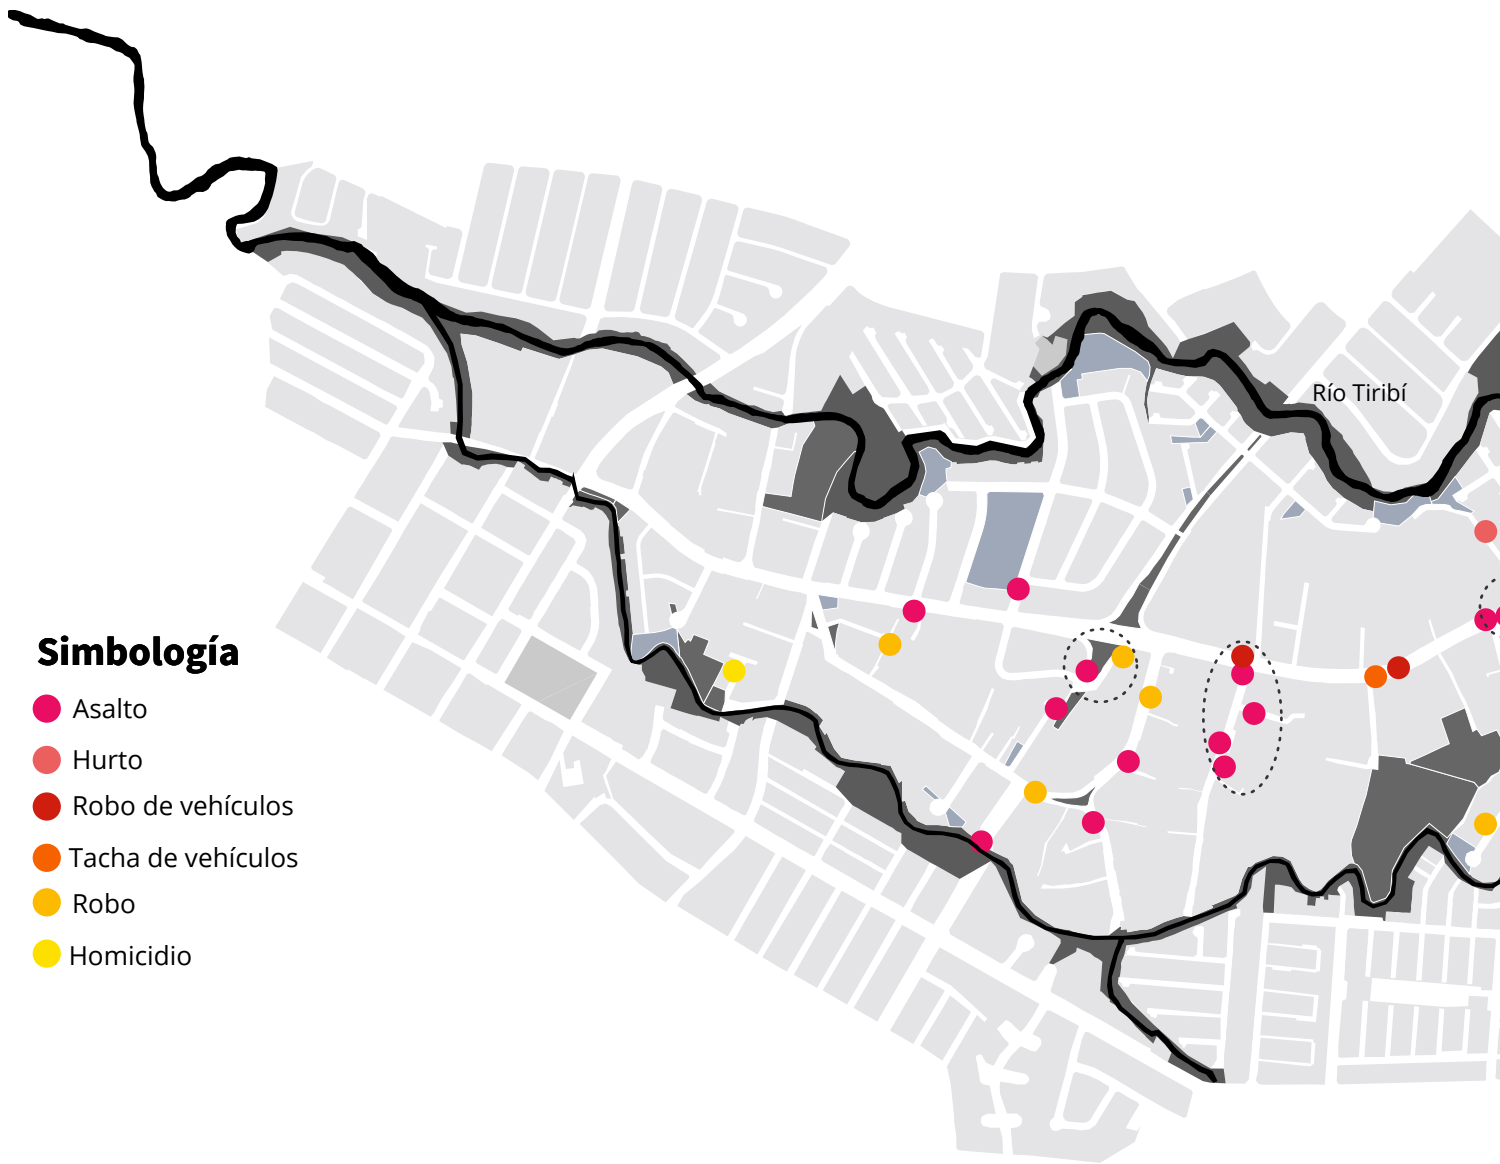 Río Tiribí
Simbología
Asalto
Hurto
Robo de vehículos
Tacha de vehículos
Robo
Homicidio